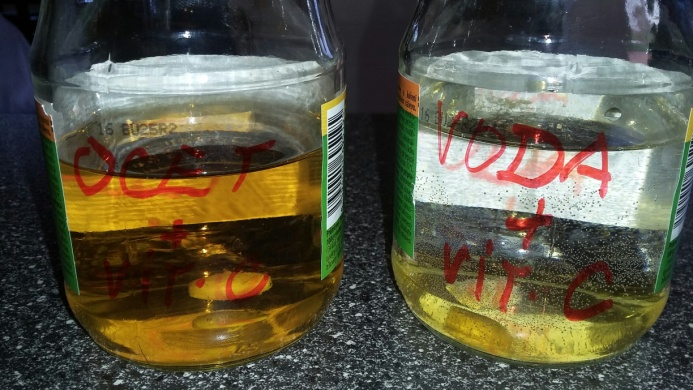 OCET
+
vit. C
VODA
+
vit. C